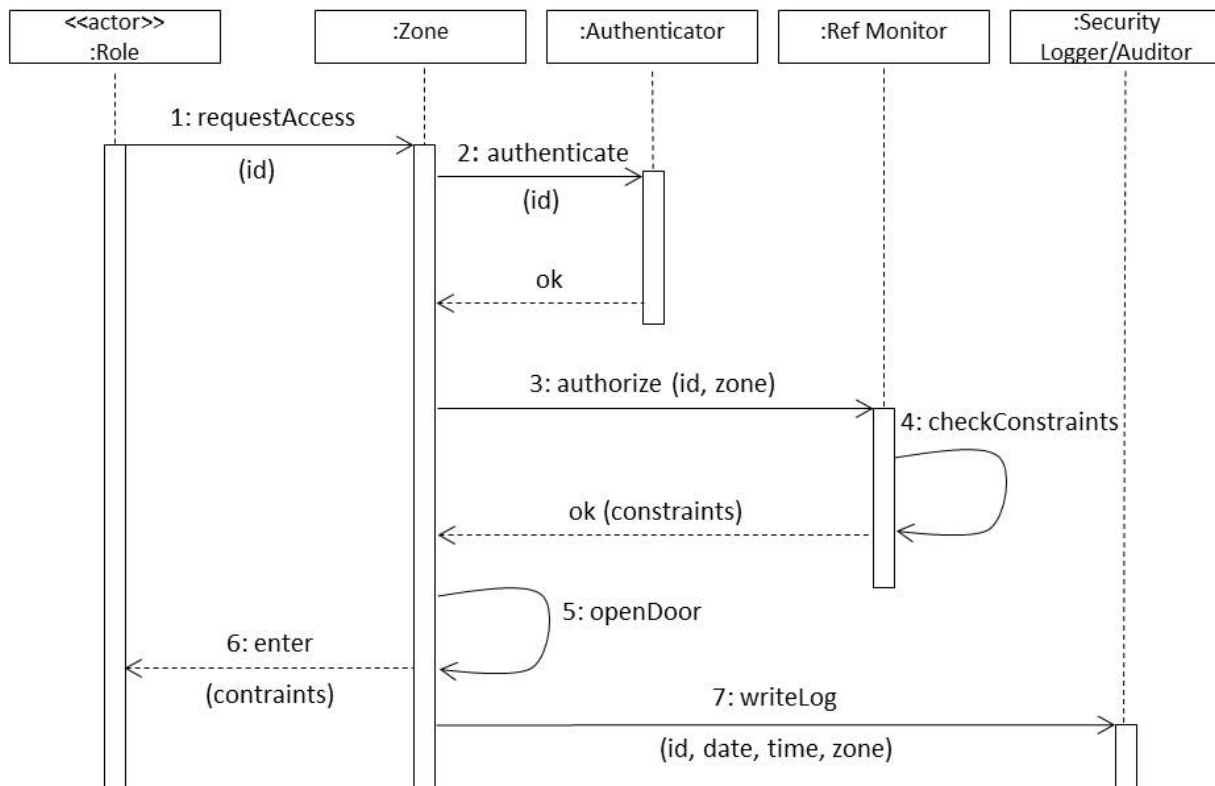 <<actor>>
:Role
:Zone
:Authenticator
:Ref Monitor
:Security
Logger/Auditor
1: requestAccess
(id)
2: authenticate
(id)
ok
3: authorize (id, zone)
4: checkConstraints
ok (constraints)
5: openDoor
6: enter
(contraints)
7: writeLog
(id, date, time, zone)